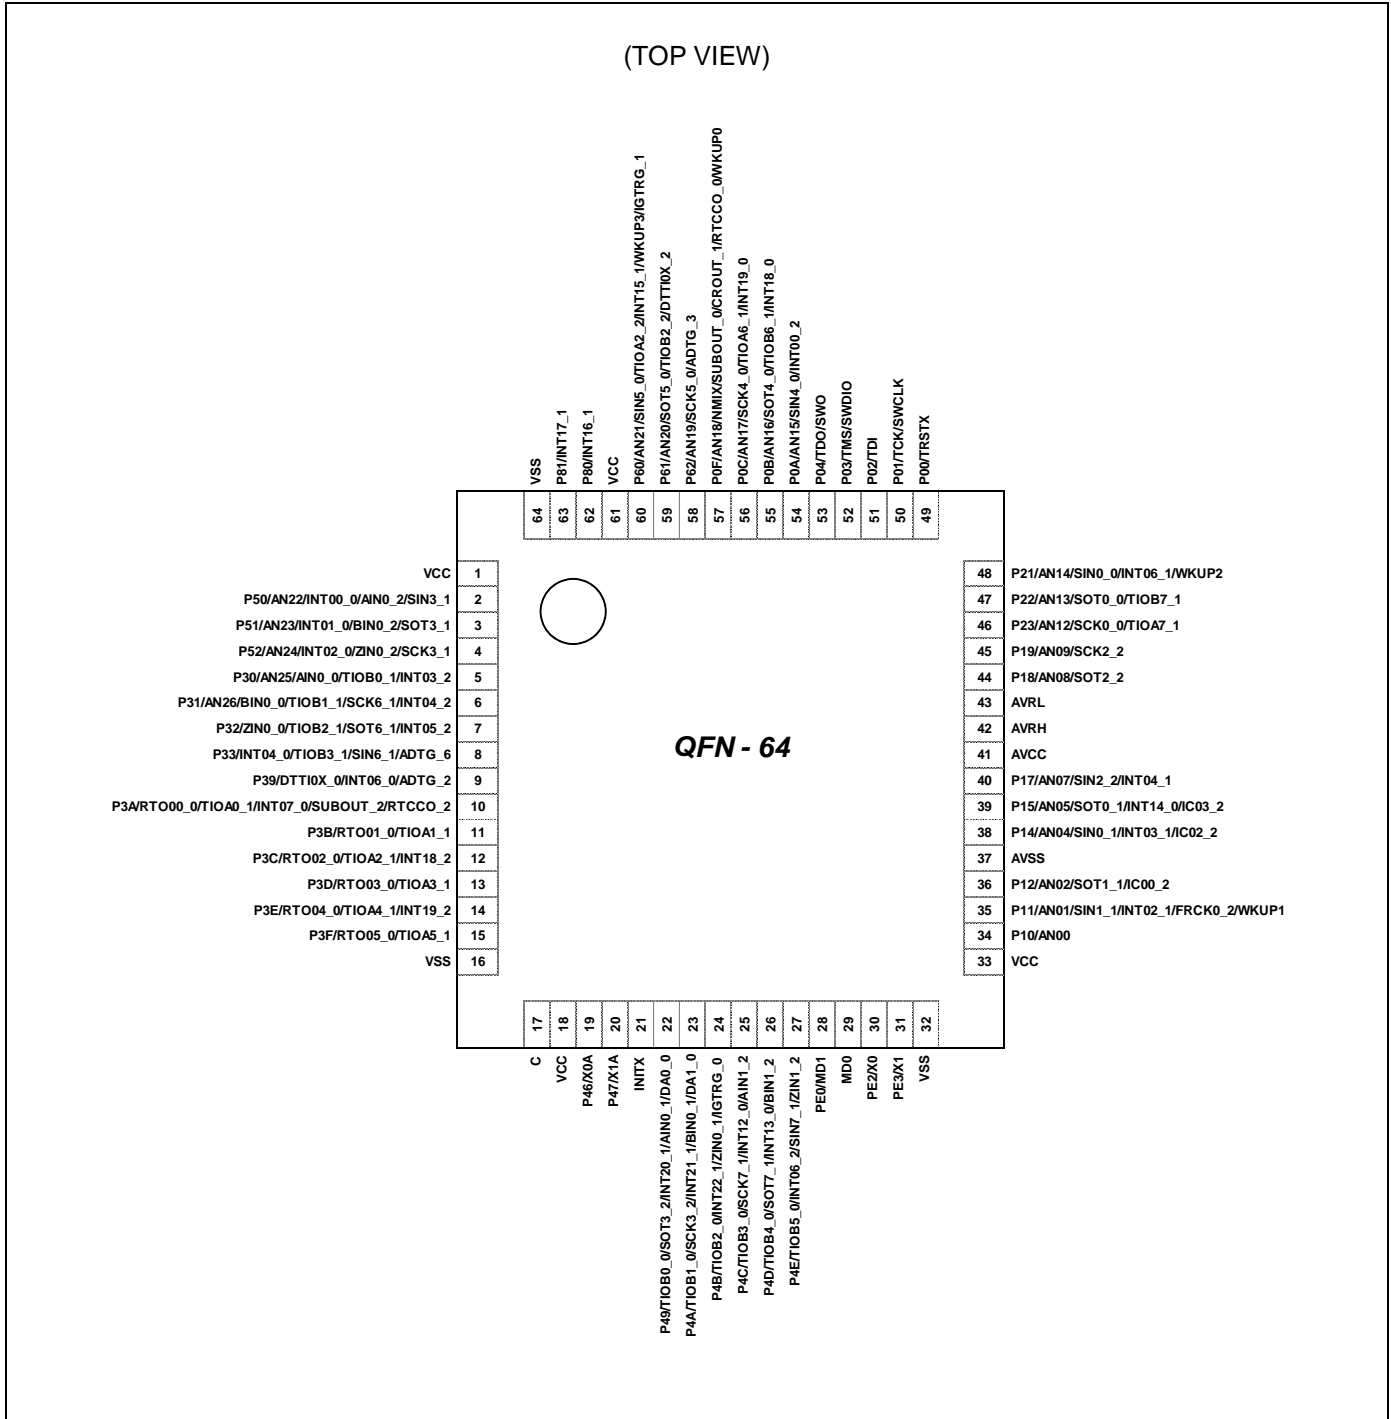 (TOP VIEW)
VSS
P81/INT17_1
P80/INT16_1
VCC
P60/AN21/SIN5_0/TIOA2_2/INT15_1/WKUP3/IGTRG_1
P61/AN20/SOT5_0/TIOB2_2/DTTI0X_2
P62/AN19/SCK5_0/ADTG_3
P0F/AN18/NMIX/SUBOUT_0/CROUT_1/RTCCO_0/WKUP0
P0C/AN17/SCK4_0/TIOA6_1/INT19_0
P0B/AN16/SOT4_0/TIOB6_1/INT18_0
P0A/AN15/SIN4_0/INT00_2
P04/TDO/SWO
P03/TMS/SWDIO
P02/TDI
P01/TCK/SWCLK
P00/TRSTX
64
63
62
61
60
59
58
57
56
55
54
53
52
51
50
49
VCC 1
P50/AN22/INT00_0/AIN0_2/SIN3_1 2
P51/AN23/INT01_0/BIN0_2/SOT3_1 3
P52/AN24/INT02_0/ZIN0_2/SCK3_1 4
P30/AN25/AIN0_0/TIOB0_1/INT03_2 5
P31/AN26/BIN0_0/TIOB1_1/SCK6_1/INT04_2 6
P32/ZIN0_0/TIOB2_1/SOT6_1/INT05_2 7
P33/INT04_0/TIOB3_1/SIN6_1/ADTG_6 8
P39/DTTI0X_0/INT06_0/ADTG_2 9
P3A/RTO00_0/TIOA0_1/INT07_0/SUBOUT_2/RTCCO_2 10
P3B/RTO01_0/TIOA1_1 11
P3C/RTO02_0/TIOA2_1/INT18_2 12
P3D/RTO03_0/TIOA3_1 13
P3E/RTO04_0/TIOA4_1/INT19_2 14
P3F/RTO05_0/TIOA5_1 15
VSS 16
QFN - 64
48 P21/AN14/SIN0_0/INT06_1/WKUP2
47 P22/AN13/SOT0_0/TIOB7_1
46 P23/AN12/SCK0_0/TIOA7_1
45 P19/AN09/SCK2_2
44 P18/AN08/SOT2_2
43 AVRL
42 AVRH
41 AVCC
40 P17/AN07/SIN2_2/INT04_1
39 P15/AN05/SOT0_1/INT14_0/IC03_2
38 P14/AN04/SIN0_1/INT03_1/IC02_2
37 AVSS
36 P12/AN02/SOT1_1/IC00_2
35 P11/AN01/SIN1_1/INT02_1/FRCK0_2/WKUP1
34 P10/AN00
33 VCC
17
18
19
20
21
22
23
24
25
26
27
28
29
30
31
32
C
VCC
P46/X0A
P47/X1A
INITX
P49/TIOB0_0/SOT3_2/INT20_1/AIN0_1/DA0_0
P4A/TIOB1_0/SCK3_2/INT21_1/BIN0_1/DA1_0
P4B/TIOB2_0/INT22_1/ZIN0_1/IGTRG_0
P4C/TIOB3_0/SCK7_1/INT12_0/AIN1_2
P4D/TIOB4_0/SOT7_1/INT13_0/BIN1_2
P4E/TIOB5_0/INT06_2/SIN7_1/ZIN1_2
PE0/MD1
MD0
PE2/X0
PE3/X1
VSS